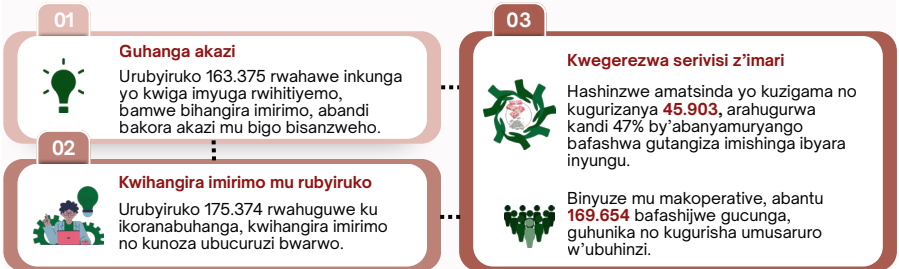 01
Guhanga akazi
Urubyiruko 163.375 rwahawe inkunga
yo kwiga imyuga rwihitiyemo,
bamwe bihangira imirimo, abandi
bakora akazi mu bigo bisanzweho.
02
Kwihangira imirimo mu rubyiruko
Urubyiruko 175.374 rwahuguwe ku
ikoranabuhanga, kwihangira imirimo
no kunoza ubucuruzi bwarwo.
03
Kwegerezwa serivisi z’imari
Hashinzwe amatsinda yo kuzigama no
kugurizanya 45.903, arahugurwa
kandi 47% by’abanyamuryango
bafashwa gutangiza imishinga ibyara
inyungu.
Binyuze mu makoperative, abantu
169.654 bafashijwe gucunga,
guhunika no kugurisha umusaruro
w’ubuhinzi.